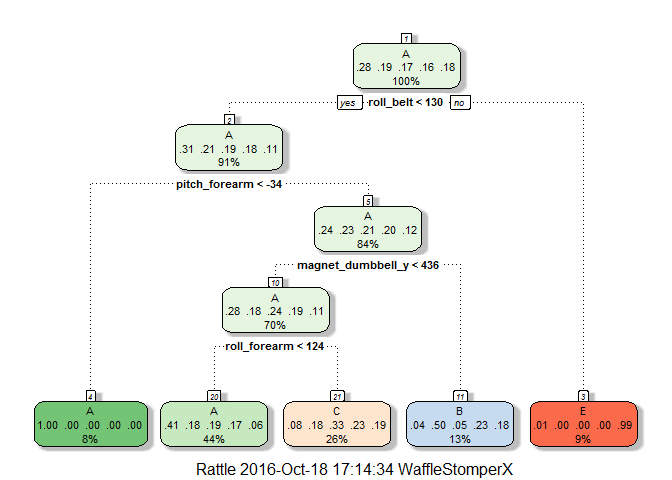 1
A
.28 .19 .17 .16 .18
100%
yes roll_belt < 130 no
2
A
.31 .21 .19 .18 .11
91%
pitch_forearm < -34
5
A
.24 .23 .21 .20 .12
84%
magnet_dumbbell_y < 436
10
A
.28 .18 .24 .19 .11
70%
roll_forearm < 124
4
A
1.00 .00 .00 .00 .00
8%
20
A
.41 .18 .19 .17 .06
44%
21
C
.08 .18 .33 .23 .19
26%
11
B
.04 .50 .05 .23 .18
13%
3
E
.01 .00 .00 .00 .99
9%
Rattle 2016-Oct-18 17:14:34 WaffleStomperX